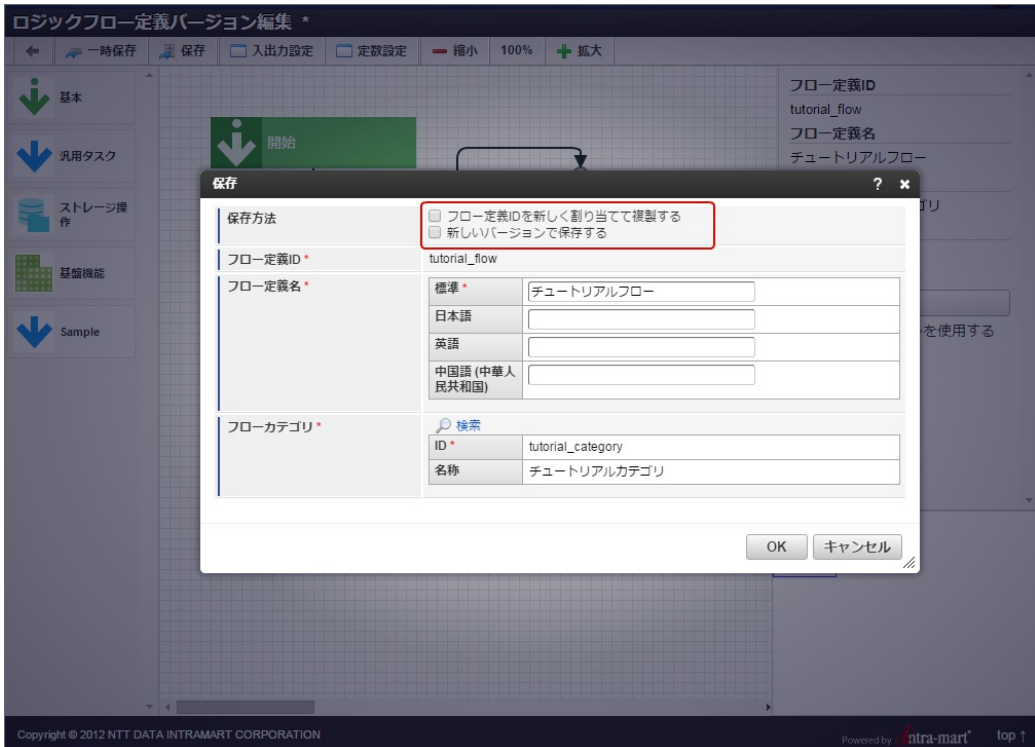 ロジックフロー定義バージョン編集 *
一時保存 保存 入出力設定 定数設定 縮小 100% 拡大
基本
汎用タスク
ストレージ操
作
基盤機能
Sample
開始
フロー定義ID
tutorial_flow
フロー定義名
チュートリアルフロー
ゴリ
を使用する
保存 ?
保存方法
フロー定義IDを新しく割り当てて複製する
新しいバージョンで保存する
フロー定義ID * tutorial_flow
フロー定義名 *
標準 * チュートリアルフロー
日本語
英語
中国語 (中華人
民共和国)
フローカテゴリ *
検索
ID * tutorial_category
名称 チュートリアルカテゴリ
OK キャンセル
Copyright © 2012 NTT DATA INTRAMART CORPORATION
Powered by intra-mart top ↑